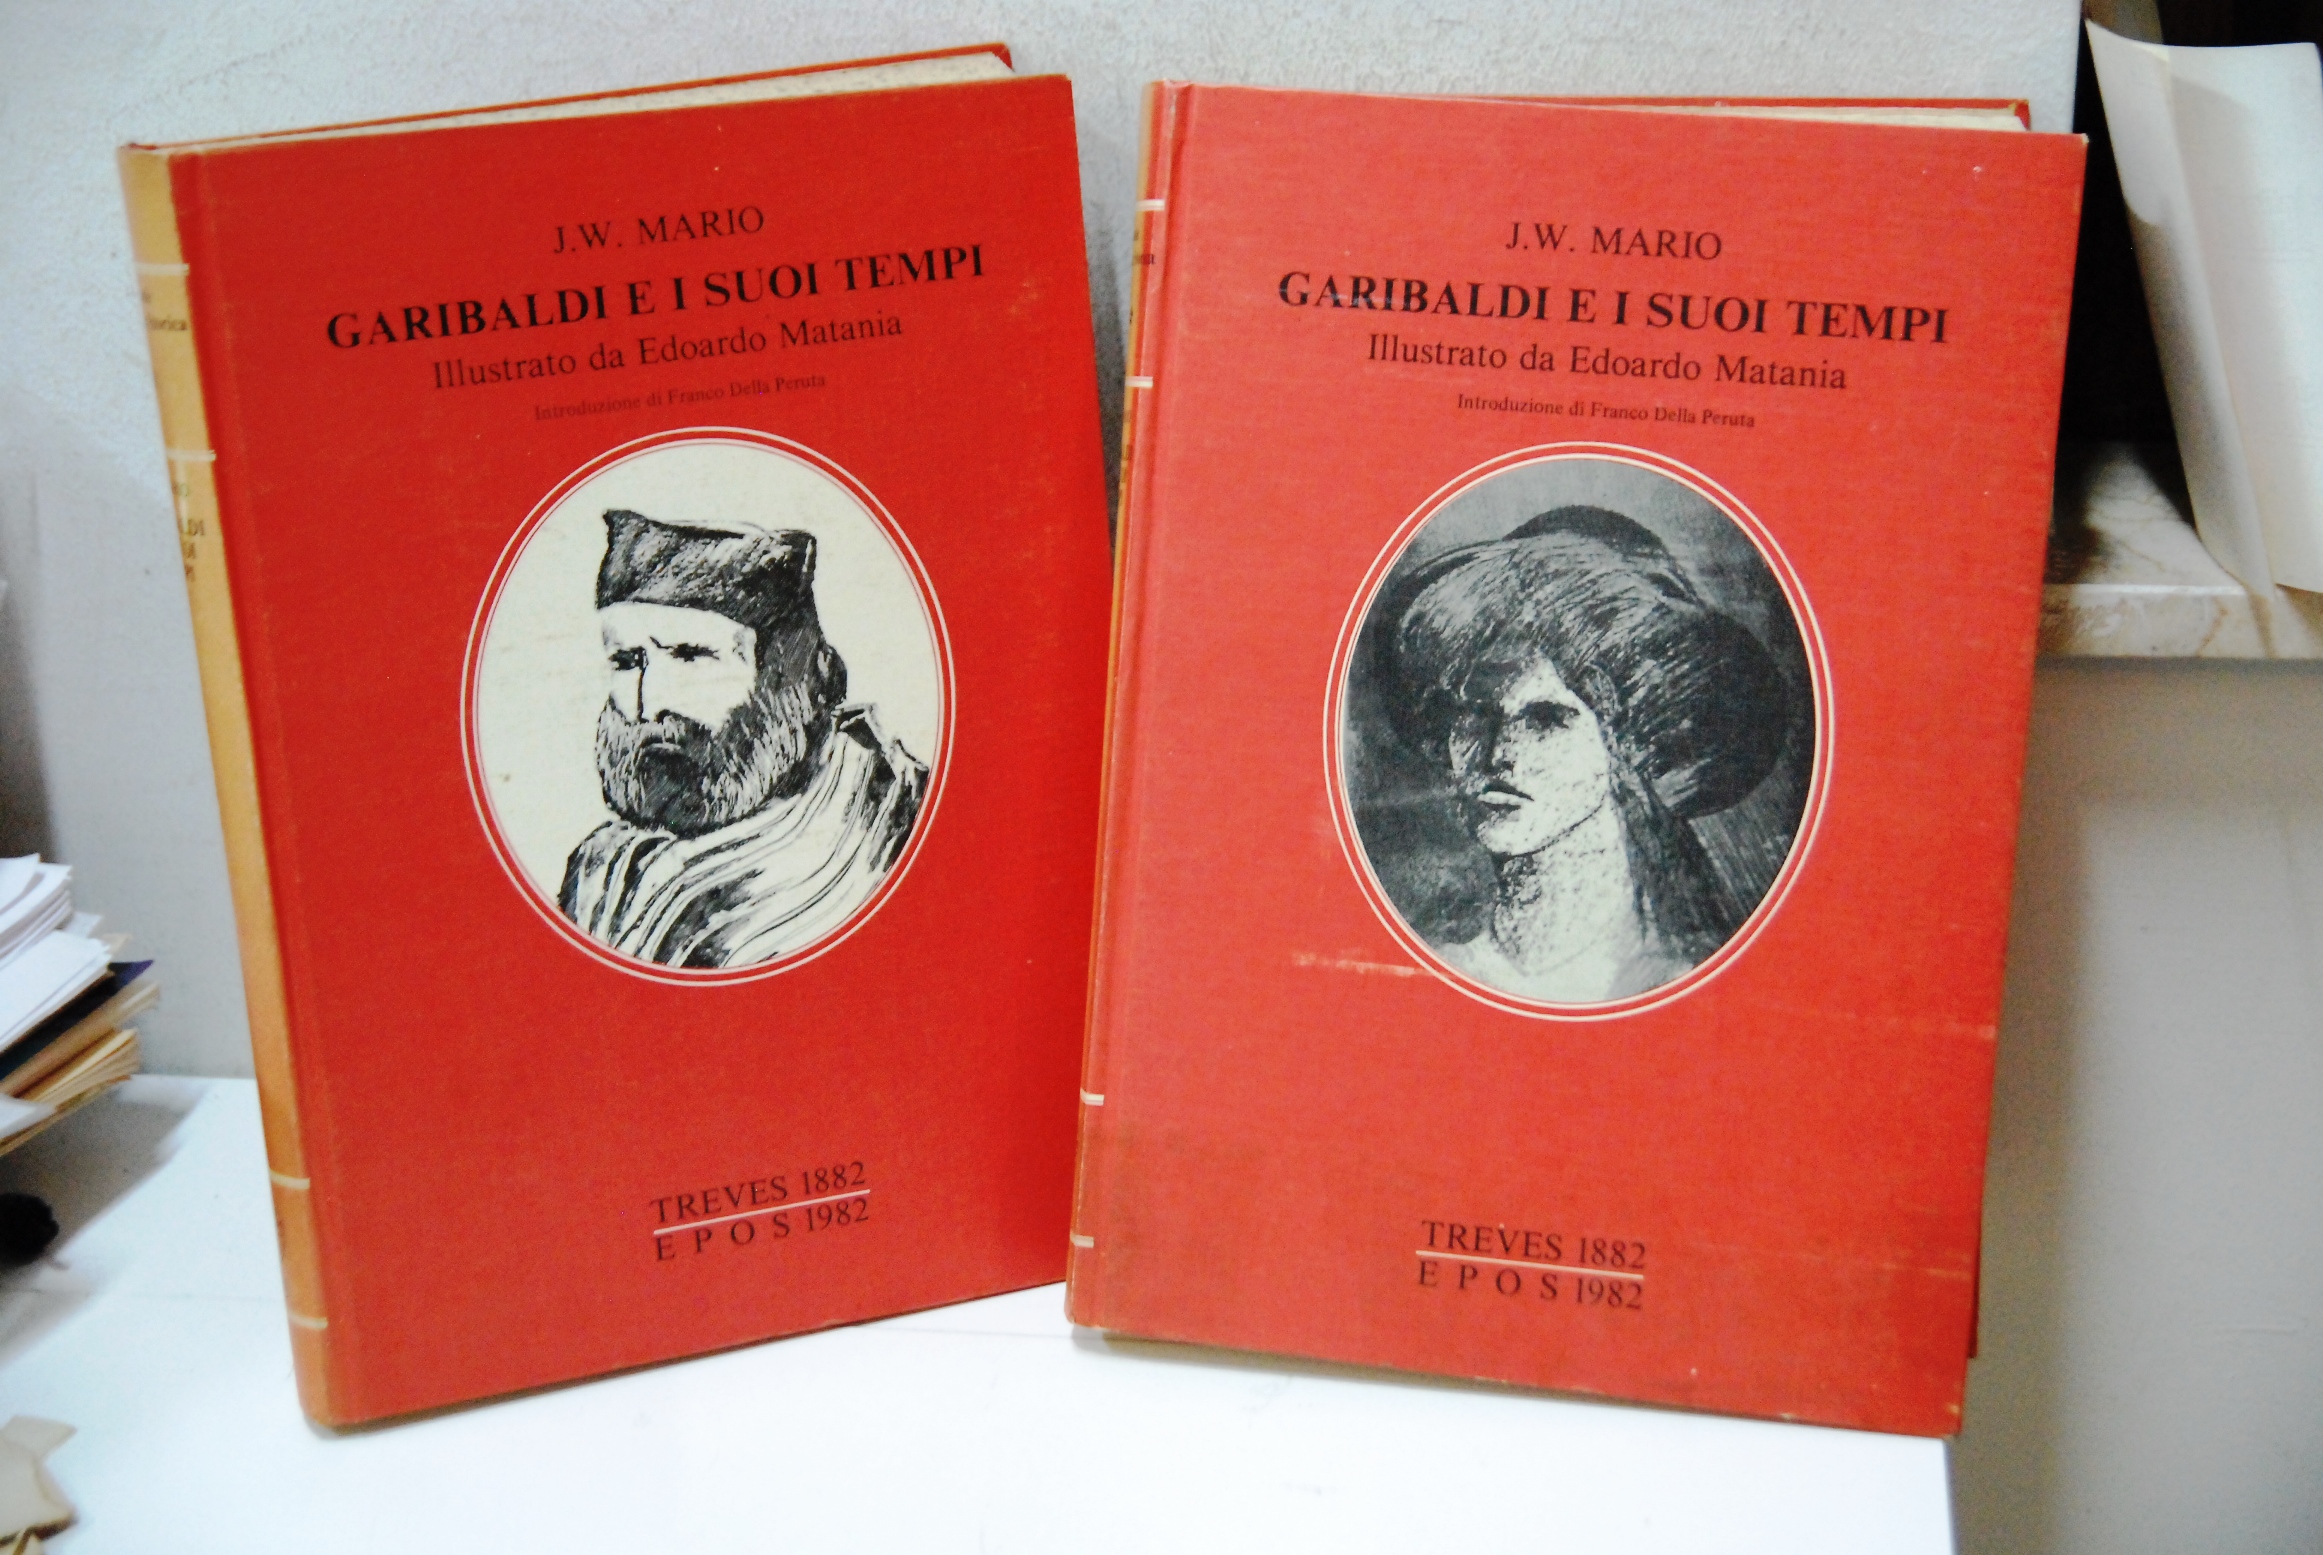 J.W. MARIO
GARIBALDI E I SUOI TEMPI
Illustrato da Edoardo Matania
Introduzione di Franco Della Peruta
TREVES 1882
E P O S 1982
J.W. MARIO
GARIBALDI E I SUOI TEMPI
Illustrato da Edoardo Matania
Introduzione di Franco Della Peruta
TREVES 1882
E P O S 1982